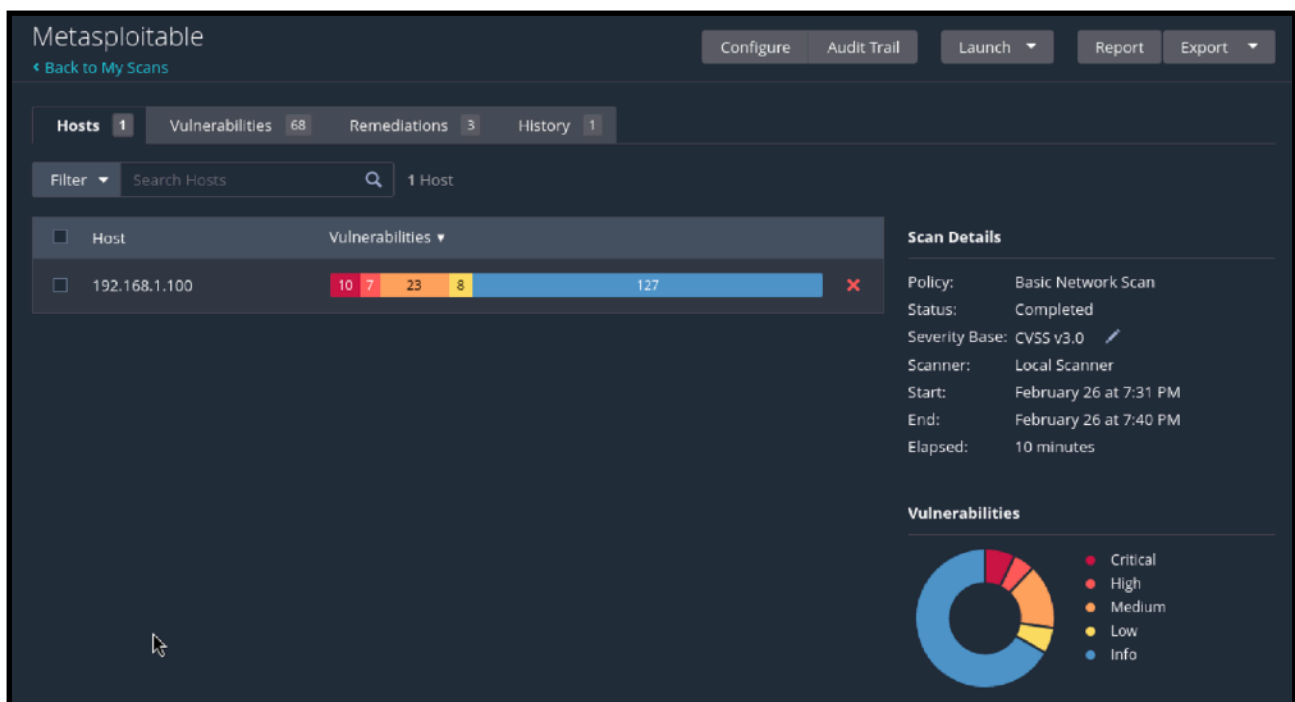 Metasploitable
Back to My Scans
Configure Audit Trail Launch Report Export
Hosts 1 Vulnerabilities 68 Remediations 3 History 1
Filter Search Hosts 1 Host
Host Vulnerabilities
192.168.1.100 10 7 23 8 127
Scan Details
Policy: Basic Network Scan
Status: Completed
Severity Base: CVSS v3.0
Scanner: Local Scanner
Start: February 26 at 7:31 PM
End: February 26 at 7:40 PM
Elapsed: 10 minutes
Vulnerabilities
Critical
High
Medium
Low
Info